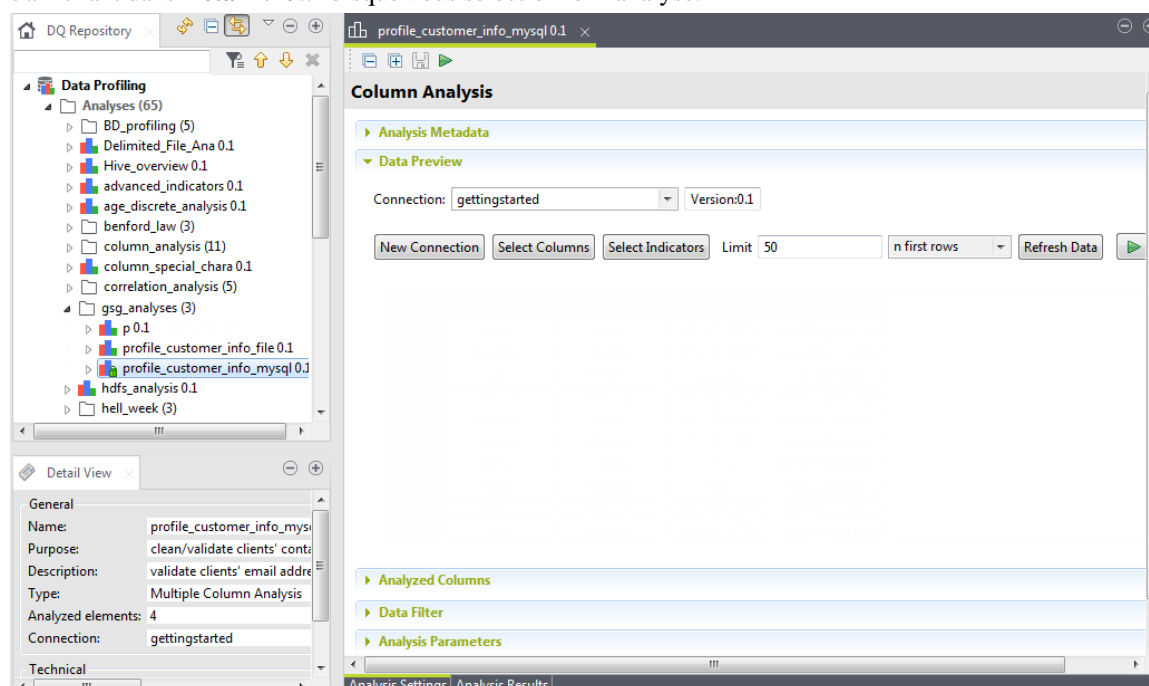 DQ Repository
Data Profiling
Analyses (65)
BD_profiling (5)
Delimited_File_Ana 0.1
Hive_overview 0.1
advanced_indicators 0.1
age_discrete_analysis 0.1
benford_law (3)
column_analysis (11)
column_special_chara 0.1
correlation_analysis (5)
gsg_analyses (3)
p 0.1
profile_customer_info_file 0.1
profile_customer_info_mysql 0.1
hdfs_analysis 0.1
hell_week (3)
Detail View
General
Name: profile_customer_info_mys
Purpose: clean/validate clients' conta
Description: validate clients' email addre
Type: Multiple Column Analysis
Analyzed elements: 4
Connection: gettingstarted
Technical
profile_customer_info_mysql 0.1
Column Analysis
Analysis Metadata
Data Preview
Connection: gettingstarted Version:0.1
New Connection Select Columns Select Indicators Limit 50 n first rows Refresh Data
Analyzed Columns
Data Filter
Analysis Parameters
Analysis Settings Analysis Results